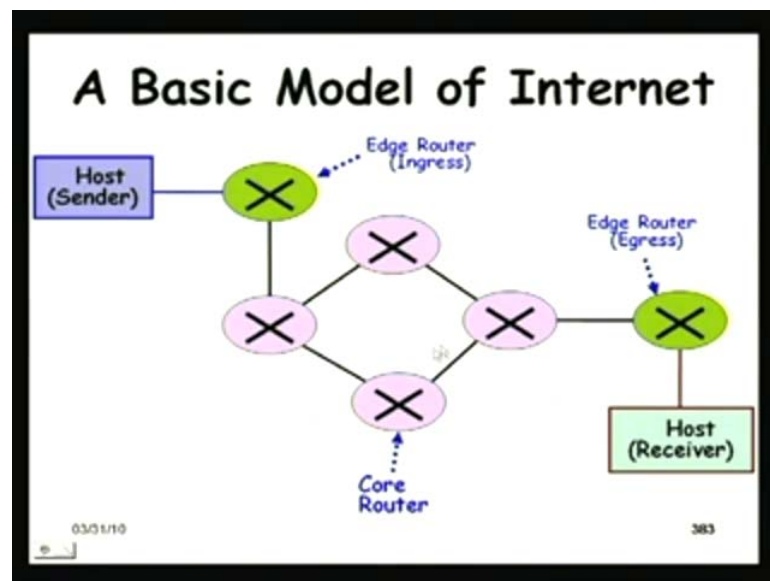 A Basic Model of Internet
Host
(Sender)
Edge Router
(Ingress)
Edge Router
(Egress)
Host
(Receiver)
Core
Router
03/31/10
383